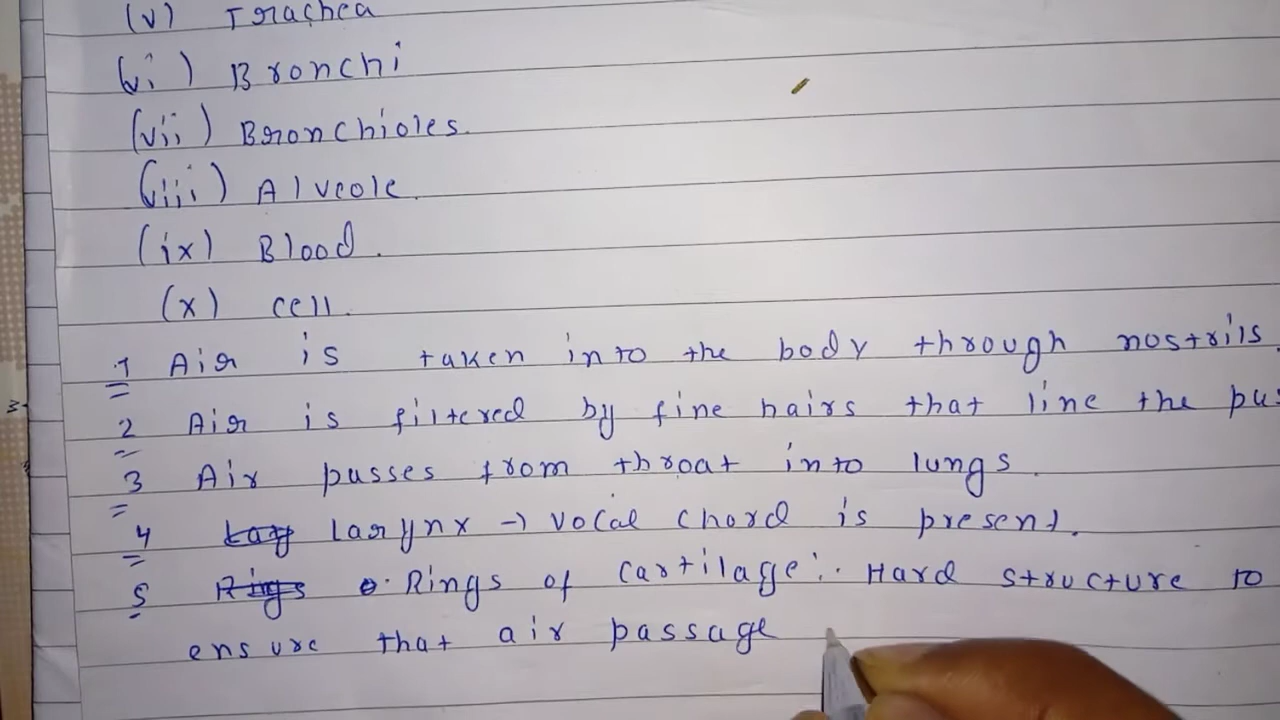 (v) Trachea
(vi) Bronchi
(vii) Bronchioles.
(viii) Alveole.
(ix) Blood.
(x) cell.
1 Air is taken into the body through nostrils.
2 Air is filtered by fine hairs that line the pas
3 Air passes from throat into lungs.
4 Lary Larynx → vocal chord is present.
5 Rings Rings of cartilage ∵ Hard structure to
ensure that air passage